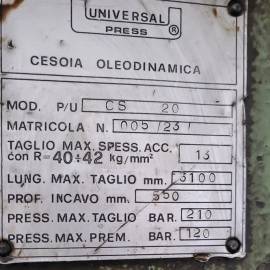 UNIVERSAL
PRESS ®
CESOIA OLEODINAMICA
MOD. P/U CS 20
MATRICOLA N. 005/23
TAGLIO MAX. SPESS. ACC.
con R=40÷42 kg/mm² 13
LUNG. MAX. TAGLIO mm. 3100
PROF. INCAVO mm. 350
PRESS. MAX. TAGLIO BAR. 210
PRESS. MAX. PREM. BAR. 120